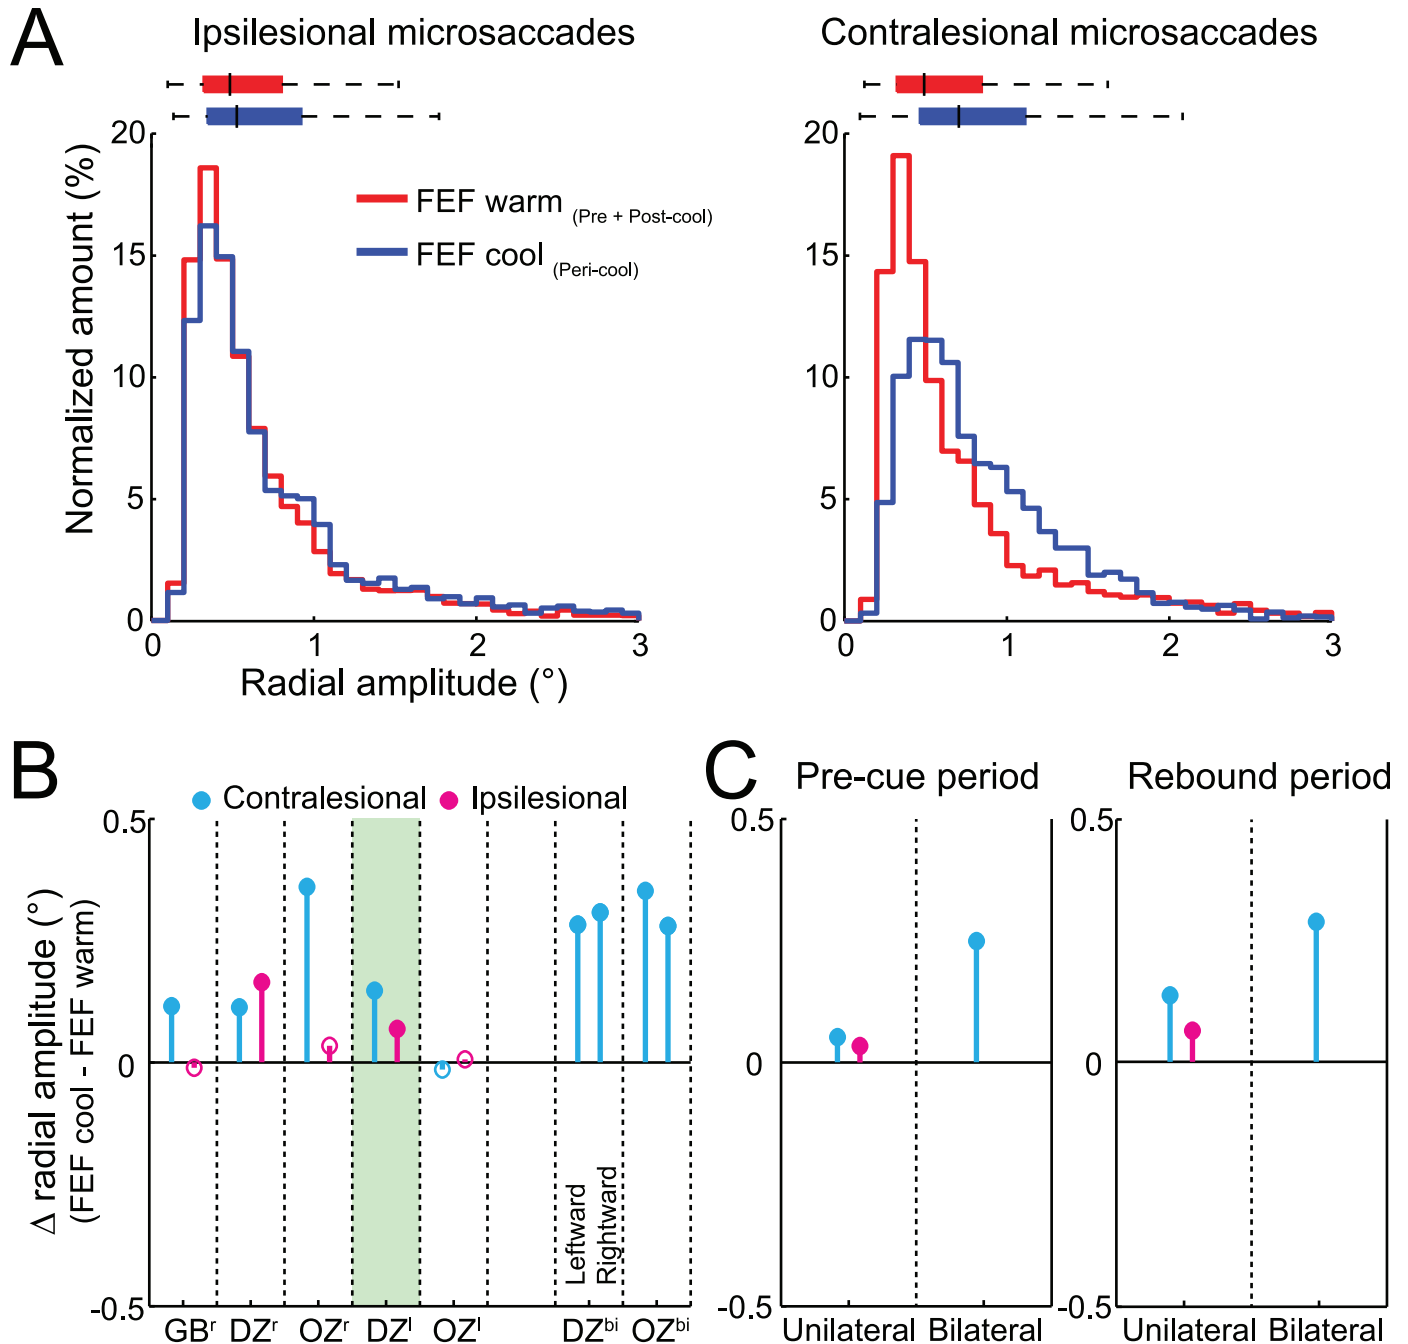 A
Ipsilesional microsaccades
Contralesional microsaccades
Normalized amount (%)
20
15
10
5
0
0 1 2 3
Radial amplitude (°)
FEF warm (Pre + Post-cool)
FEF cool (Peri-cool)
20
15
10
5
0
0 1 2 3
B
Contralesional Ipsilesional
Δ radial amplitude (°)
(FEF cool - FEF warm)
0.5
0
-0.5
Leftward
Rightward
GBʳ DZʳ OZʳ DZˡ OZˡ DZᵇⁱ OZᵇⁱ
C
Pre-cue period
0.5
0
-0.5
Unilateral Bilateral
Rebound period
0.5
0
-0.5
Unilateral Bilateral